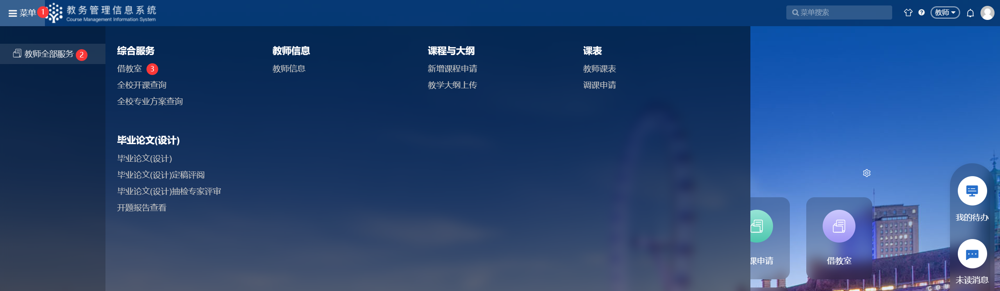 菜单 1
教务管理信息系统
Course Management Information System
菜单搜索
教师
教师全部服务 2
综合服务
借教室 3
全校开课查询
全校专业方案查询
教师信息
教师信息
课程与大纲
新增课程申请
教学大纲上传
课表
教师课表
调课申请
毕业论文(设计)
毕业论文(设计)
毕业论文(设计)定稿评阅
毕业论文(设计)抽检专家评审
开题报告查看
课申请
借教室
我的待办
未读消息
COU